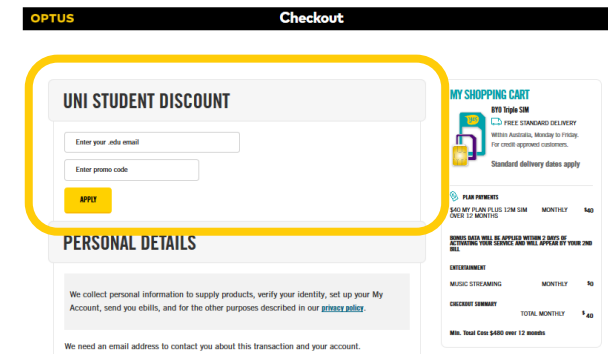 OPTUS
Checkout
UNI STUDENT DISCOUNT
Enter your .edu email
Enter promo code
APPLY
PERSONAL DETAILS
We collect personal information to supply products, verify your identity, set up your My
Account, send you ebills, and for the other purposes described in our privacy policy.
We need an email address to contact you about this transaction and your account.
MY SHOPPING CART
BYO Triple SIM
FREE STANDARD DELIVERY
Within Australia, Monday to Friday.
For credit approved customers.
Standard delivery dates apply
PLAN PAYMENTS
$40 MY PLAN PLUS 12M SIM MONTHLY $40
OVER 12 MONTHS
BONUS DATA WILL BE APPLIED WITHIN 2 DAYS OF
ACTIVATING YOUR SERVICE AND WILL APPEAR BY YOUR 2ND
BILL
ENTERTAINMENT
MUSIC STREAMING MONTHLY $0
CHECKOUT SUMMARY
TOTAL MONTHLY $40
Min. Total Cost $480 over 12 months